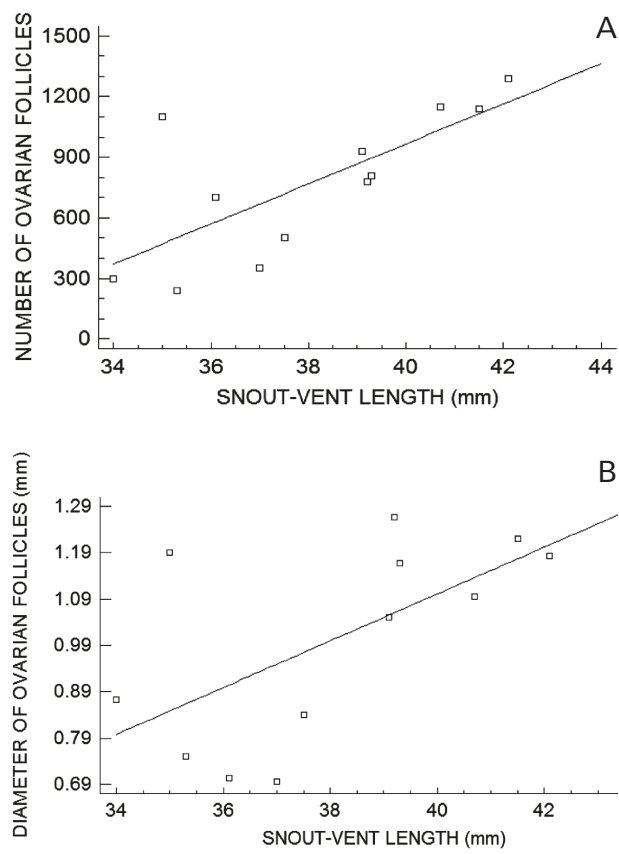 A
NUMBER OF OVARIAN FOLLICLES
1500
1200
900
600
300
0
34 36 38 40 42 44
SNOUT-VENT LENGTH (mm)
B
DIAMETER OF OVARIAN FOLLICLES (mm)
1.29
1.19
1.09
0.99
0.89
0.79
0.69
34 36 38 40 42
SNOUT-VENT LENGTH (mm)